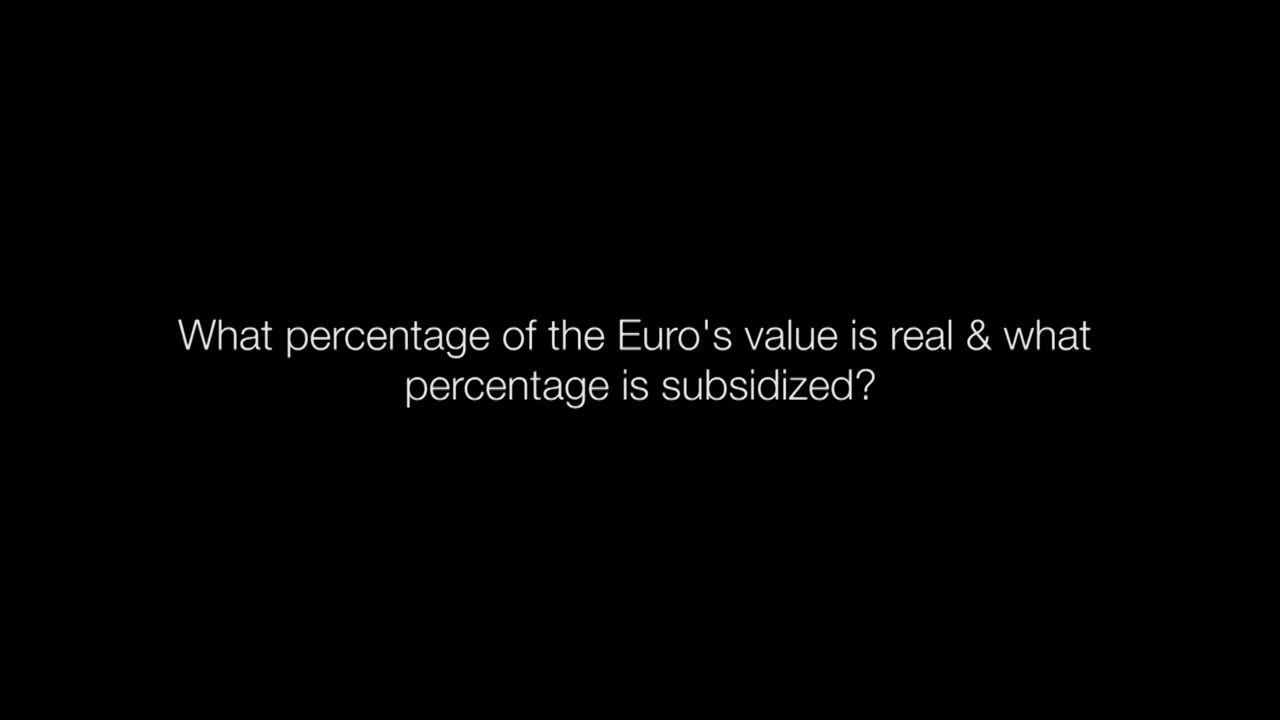 What percentage of the Euro's value is real & what
percentage is subsidized?